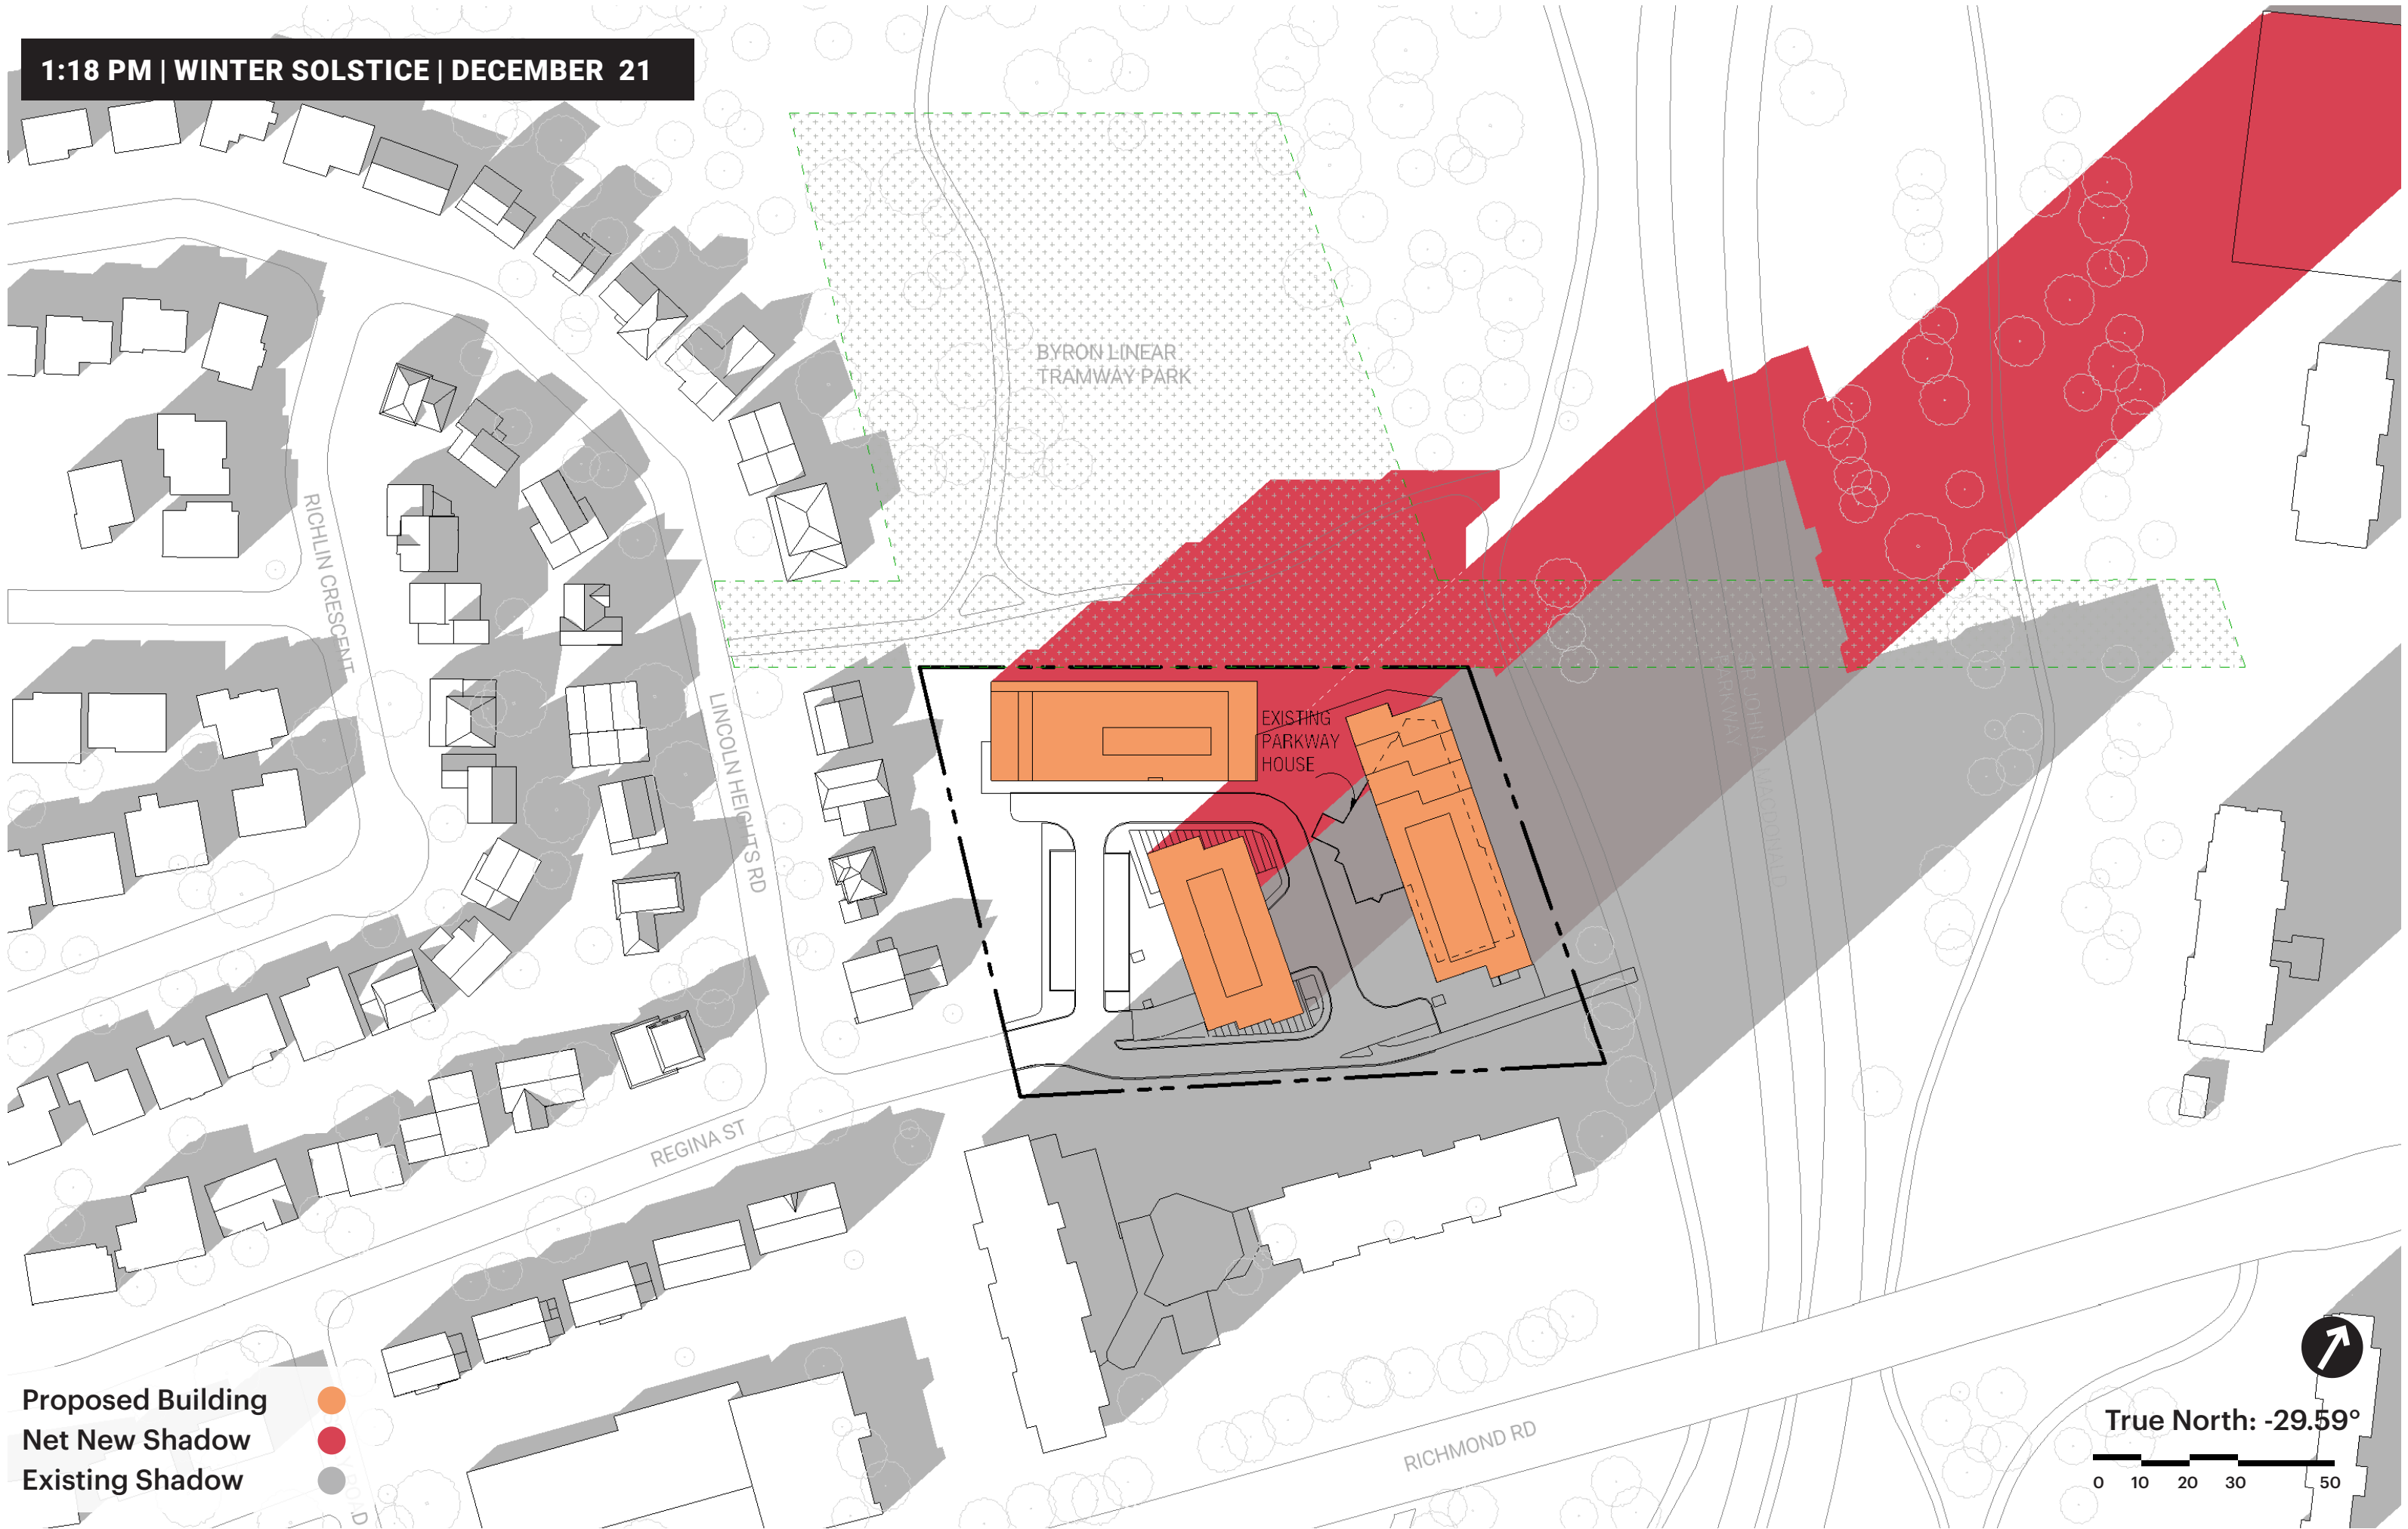 1:18 PM | WINTER SOLSTICE | DECEMBER 21
BYRON LINEAR
TRAMWAY PARK
RICHLIN CRESCENT
LINCOLN HEIGHTS RD
EXISTING
PARKWAY
HOUSE
PARKWAY
REGINA ST
RICHMOND RD
Proposed Building
Net New Shadow
Existing Shadow
True North: -29.59°
0 10 20 30 50